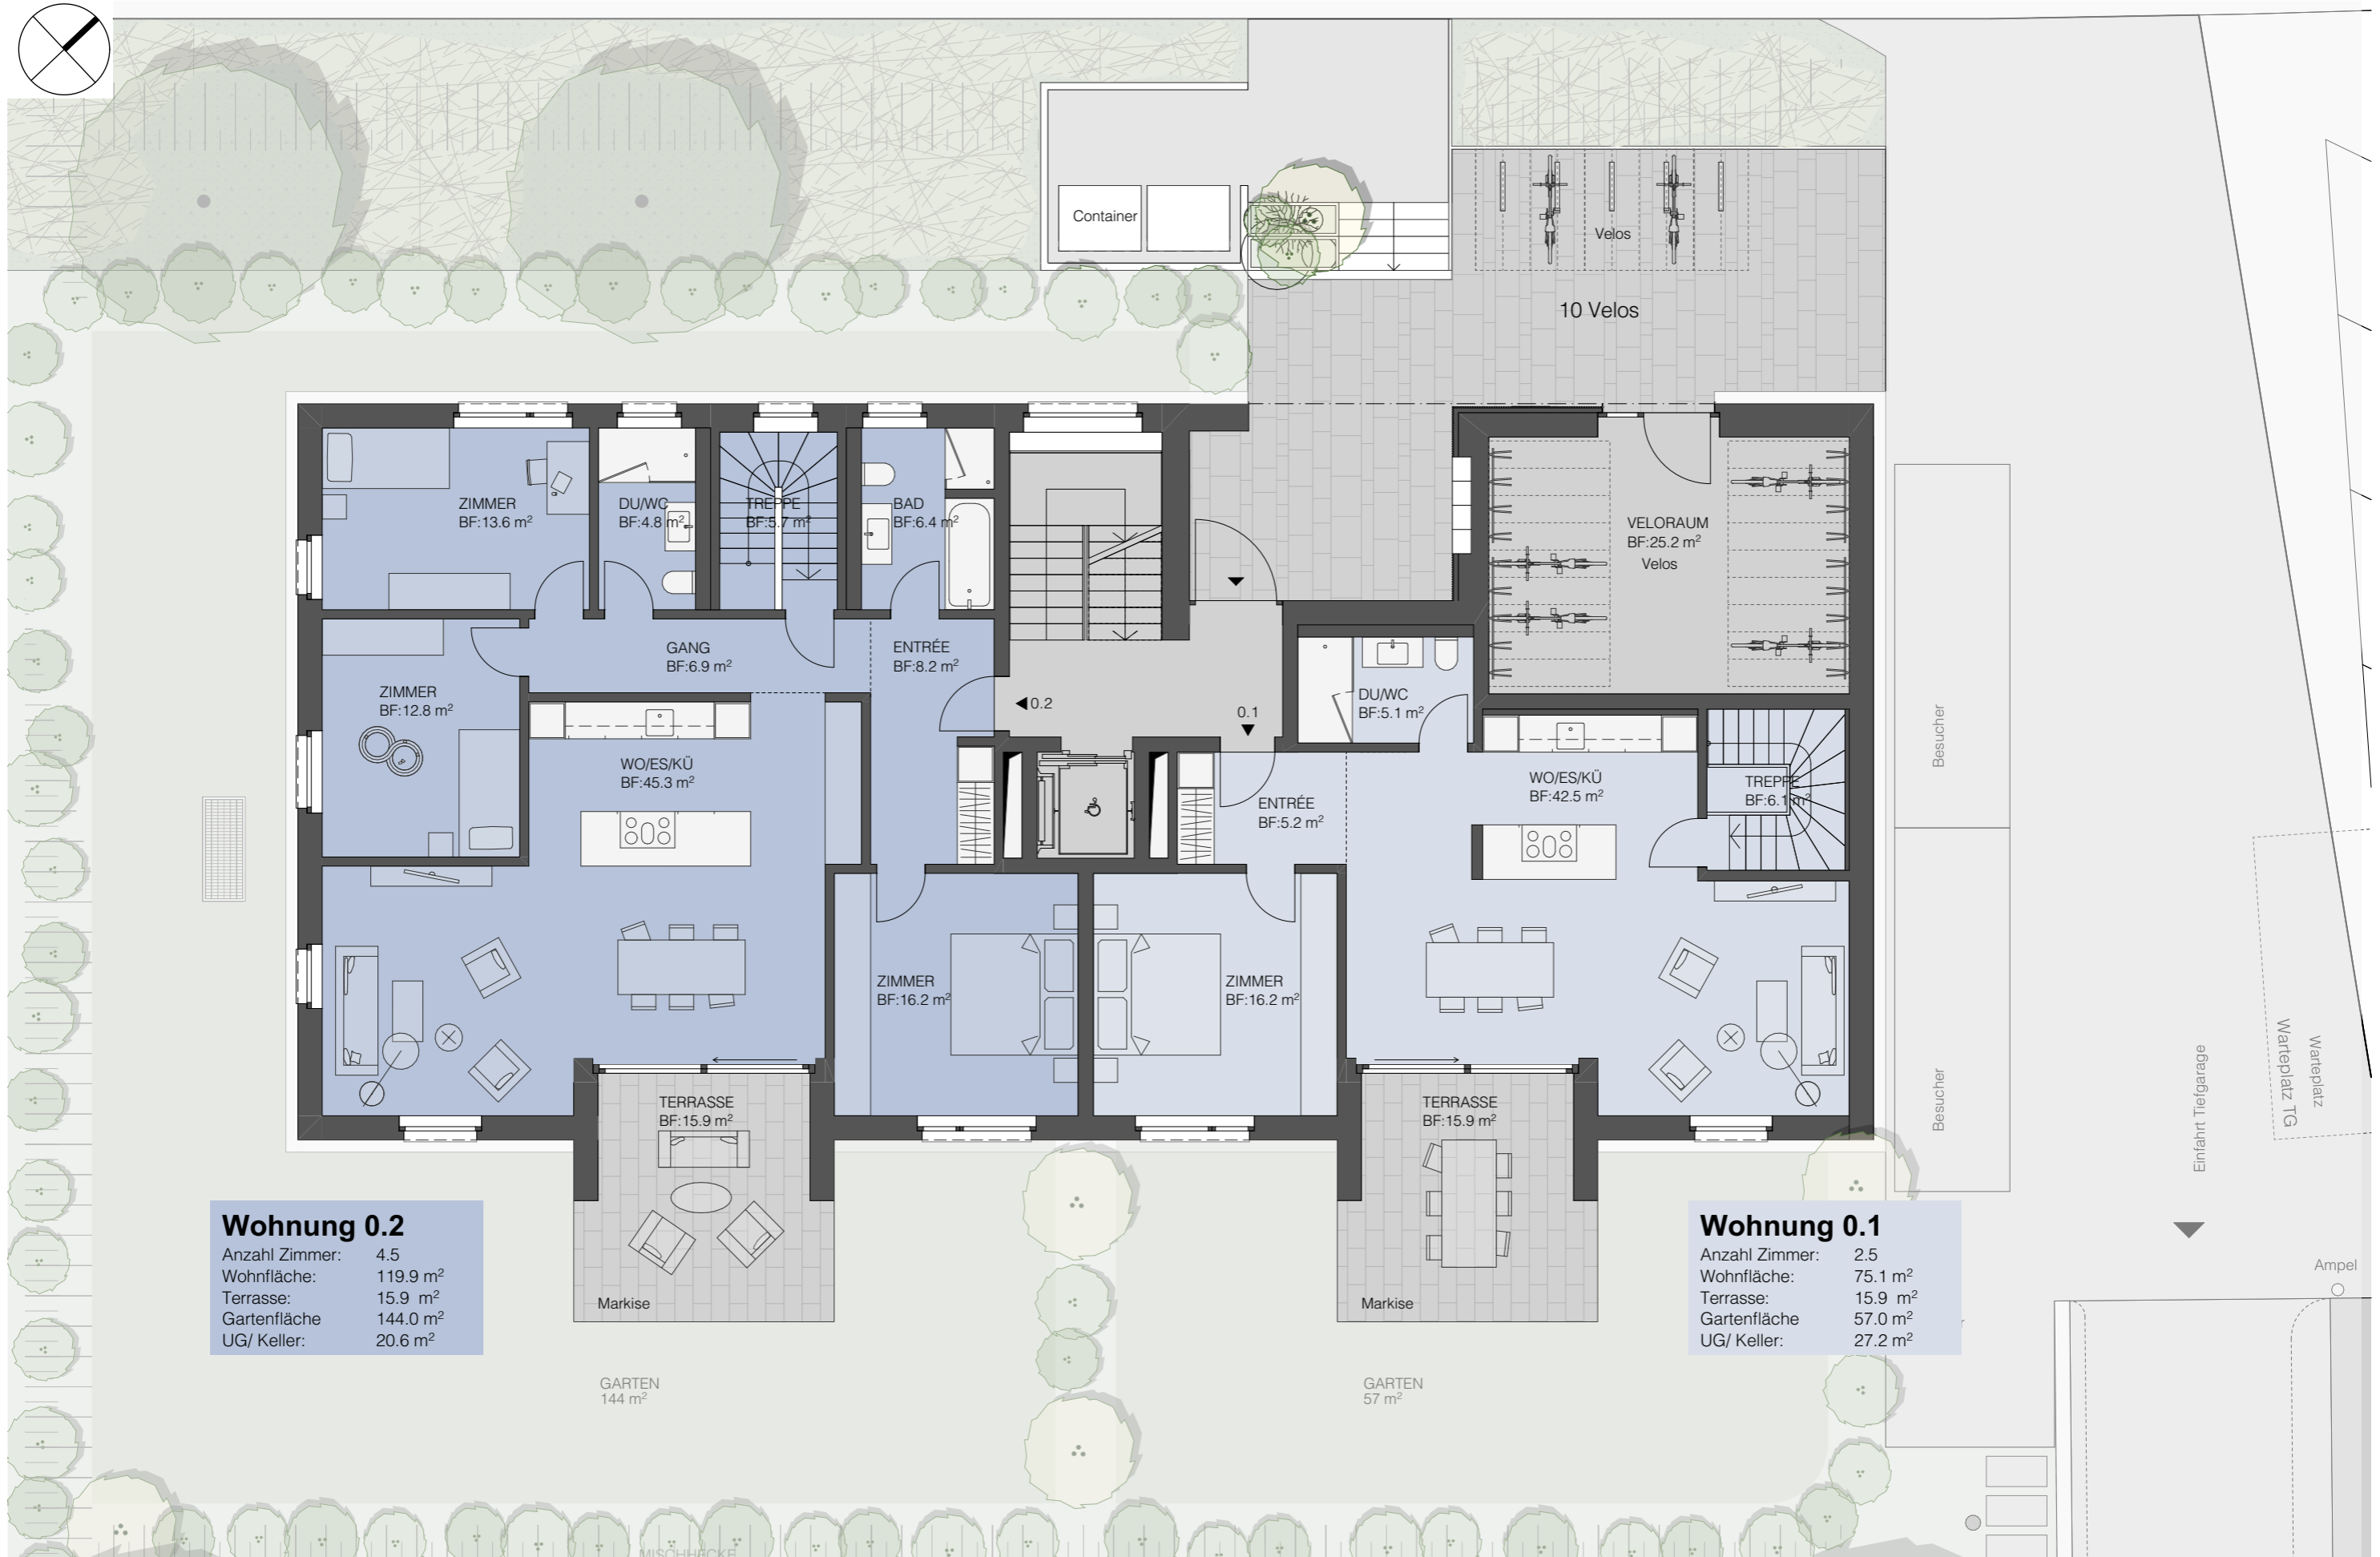 Container
Velos
10 Velos
ZIMMER
BF:13.6 m²
DU/WC
BF:4.8 m²
TREPPE
BF:5.7 m²
BAD
BF:6.4 m²
VELORAUM
BF:25.2 m²
Velos
GANG
BF:6.9 m²
ENTRÉE
BF:8.2 m²
ZIMMER
BF:12.8 m²
0.2
0.1
DU/WC
BF:5.1 m²
WO/ES/KÜ
BF:45.3 m²
ENTRÉE
BF:5.2 m²
WO/ES/KÜ
BF:42.5 m²
TREPPE
BF:6.1 m²
Besucher
ZIMMER
BF:16.2 m²
ZIMMER
BF:16.2 m²
TERRASSE
BF:15.9 m²
TERRASSE
BF:15.9 m²
Besucher
Einfahrt Tiefgarage
Warteplatz TG
Warteplatz
Wohnung 0.2
Anzahl Zimmer: 4.5
Wohnfläche: 119.9 m²
Terrasse: 15.9 m²
Gartenfläche 144.0 m²
UG/ Keller: 20.6 m²
Markise
Markise
Wohnung 0.1
Anzahl Zimmer: 2.5
Wohnfläche: 75.1 m²
Terrasse: 15.9 m²
Gartenfläche 57.0 m²
UG/ Keller: 27.2 m²
Ampel
GARTEN
144 m²
GARTEN
57 m²
MISCHHECKE